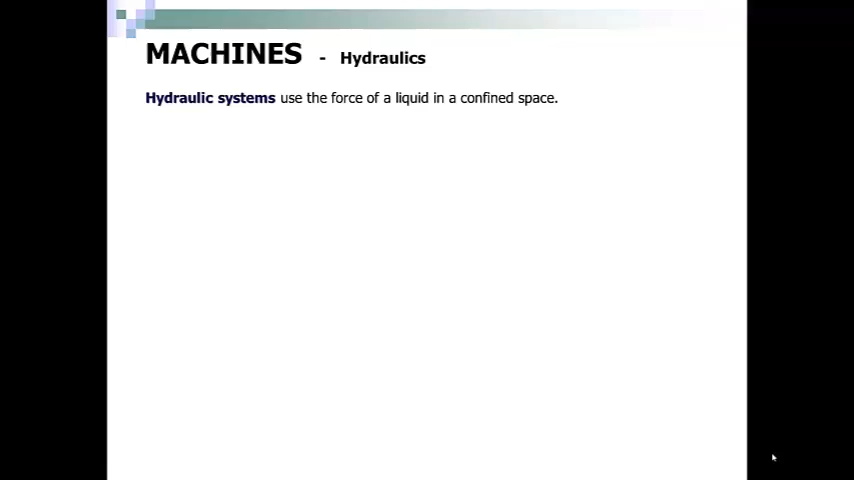 MACHINES - Hydraulics
Hydraulic systems use the force of a liquid in a confined space.